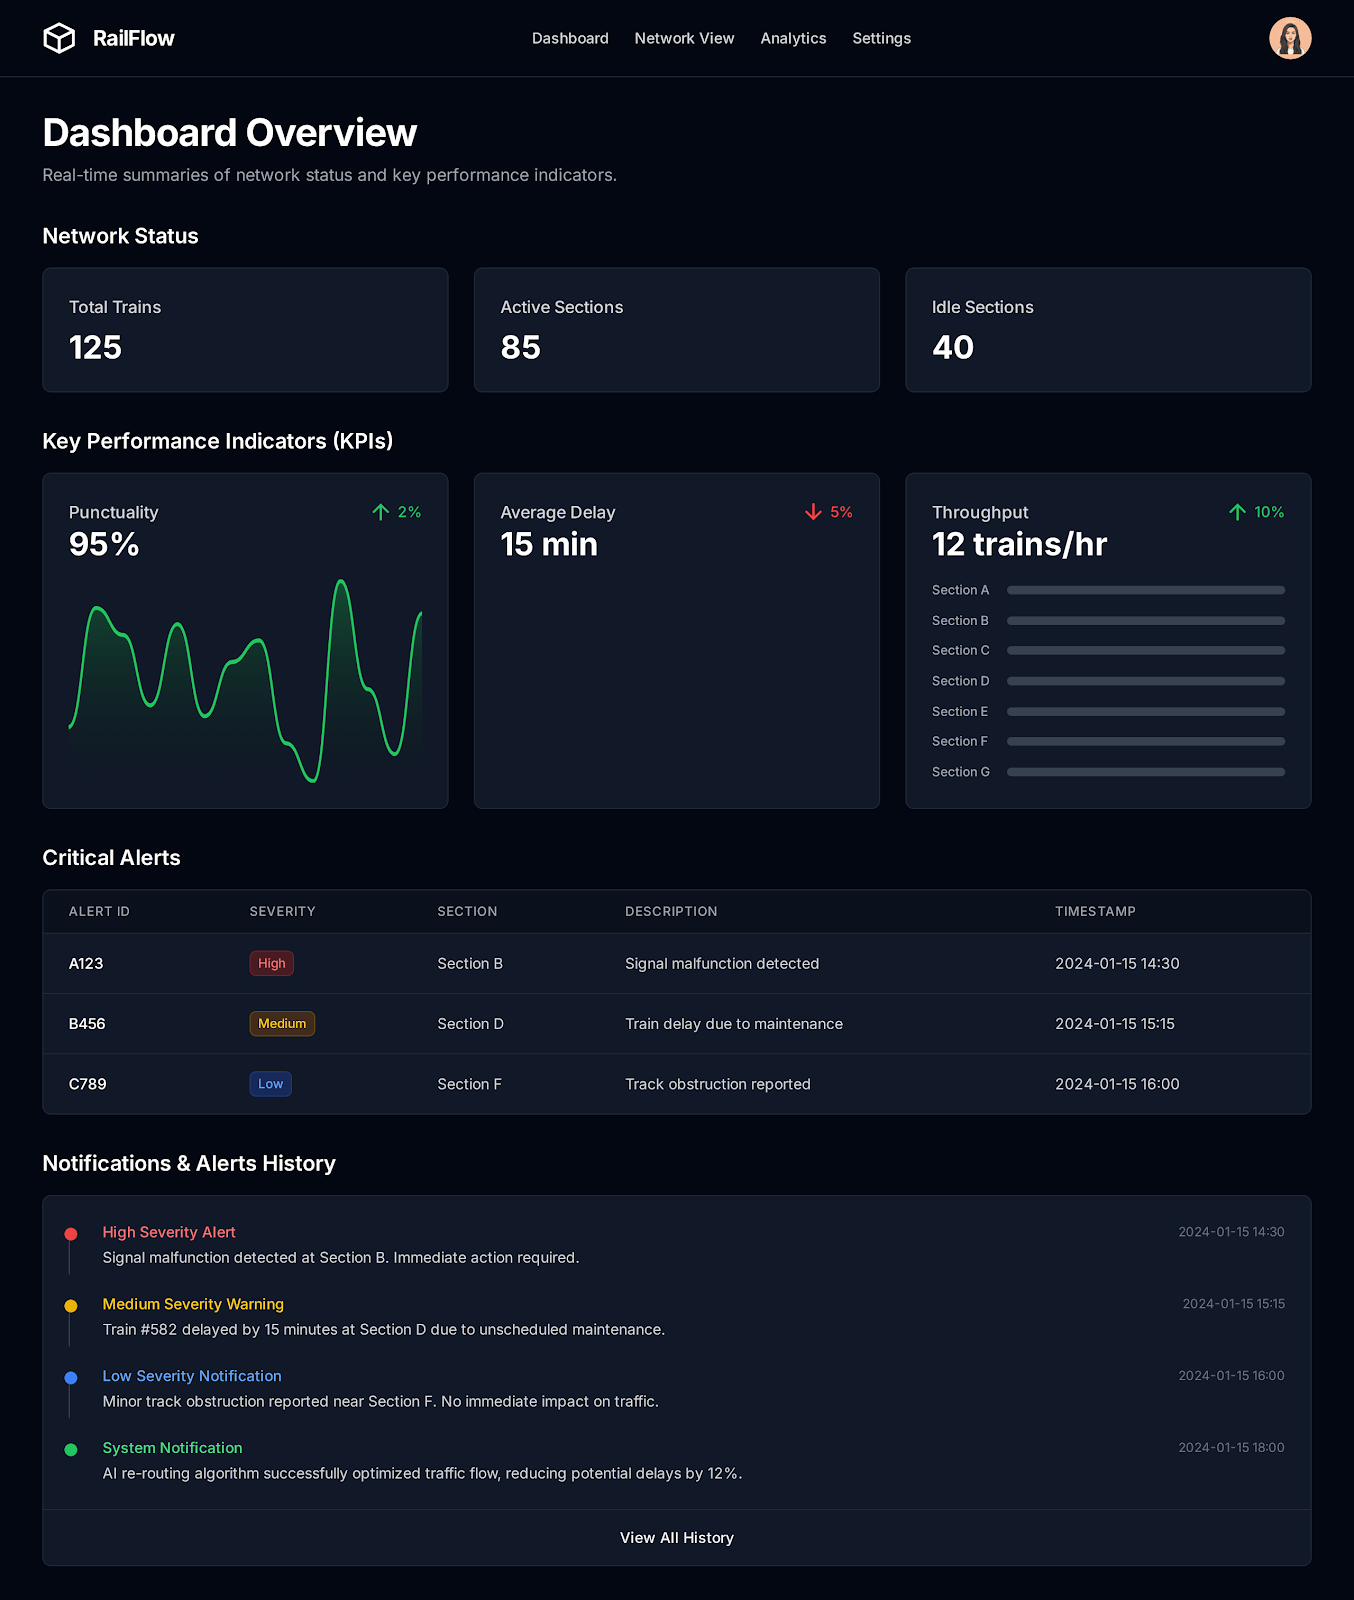 RailFlow
Dashboard Network View Analytics Settings
Dashboard Overview
Real-time summaries of network status and key performance indicators.
Network Status
Total Trains
125
Active Sections
85
Idle Sections
40
Key Performance Indicators (KPIs)
Punctuality
2%
95%
Average Delay
5%
15 min
Throughput
10%
12 trains/hr
Section A
Section B
Section C
Section D
Section E
Section F
Section G
Critical Alerts
ALERT ID SEVERITY SECTION DESCRIPTION TIMESTAMP
A123 High Section B Signal malfunction detected 2024-01-15 14:30
B456 Medium Section D Train delay due to maintenance 2024-01-15 15:15
C789 Low Section F Track obstruction reported 2024-01-15 16:00
Notifications & Alerts History
High Severity Alert 2024-01-15 14:30
Signal malfunction detected at Section B. Immediate action required.
Medium Severity Warning 2024-01-15 15:15
Train #582 delayed by 15 minutes at Section D due to unscheduled maintenance.
Low Severity Notification 2024-01-15 16:00
Minor track obstruction reported near Section F. No immediate impact on traffic.
System Notification 2024-01-15 18:00
AI re-routing algorithm successfully optimized traffic flow, reducing potential delays by 12%.
View All History